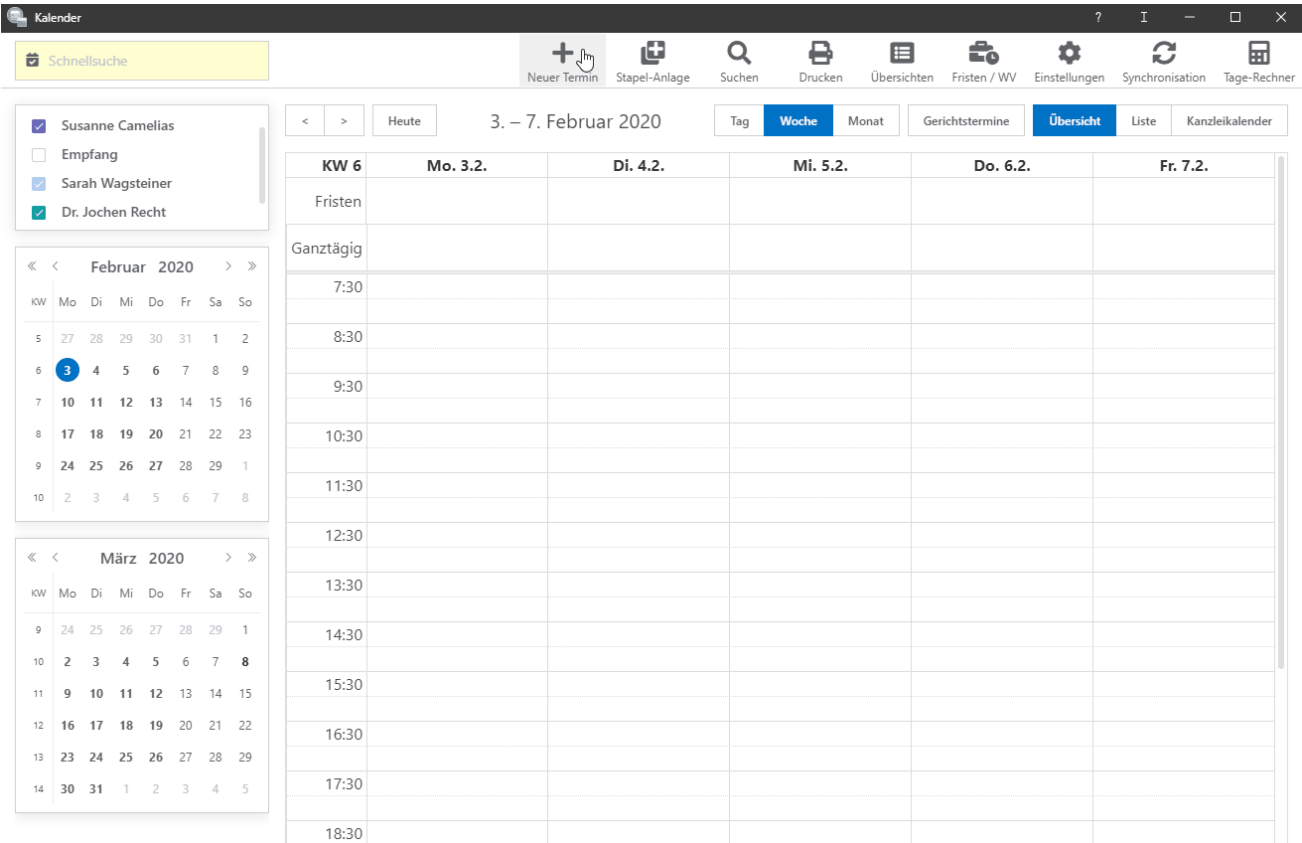 Kalender
?
Schnellsuche
Neuer Termin
Stapel-Anlage
Suchen
Drucken
Übersichten
Fristen / WV
Einstellungen
Synchronisation
Tage-Rechner
Susanne Camelias
Empfang
Sarah Wagsteiner
Dr. Jochen Recht
< > Heute 3. – 7. Februar 2020 Tag Woche Monat Gerichtstermine Übersicht Liste Kanzleikalender
Februar 2020
KW Mo Di Mi Do Fr Sa So
5 27 28 29 30 31 1 2
6 3 4 5 6 7 8 9
7 10 11 12 13 14 15 16
8 17 18 19 20 21 22 23
9 24 25 26 27 28 29 1
10 2 3 4 5 6 7 8
März 2020
KW Mo Di Mi Do Fr Sa So
9 24 25 26 27 28 29 1
10 2 3 4 5 6 7 8
11 9 10 11 12 13 14 15
12 16 17 18 19 20 21 22
13 23 24 25 26 27 28 29
14 30 31 1 2 3 4 5
KW 6 Mo. 3.2. Di. 4.2. Mi. 5.2. Do. 6.2. Fr. 7.2.
Fristen
Ganztägig
7:30
8:30
9:30
10:30
11:30
12:30
13:30
14:30
15:30
16:30
17:30
18:30